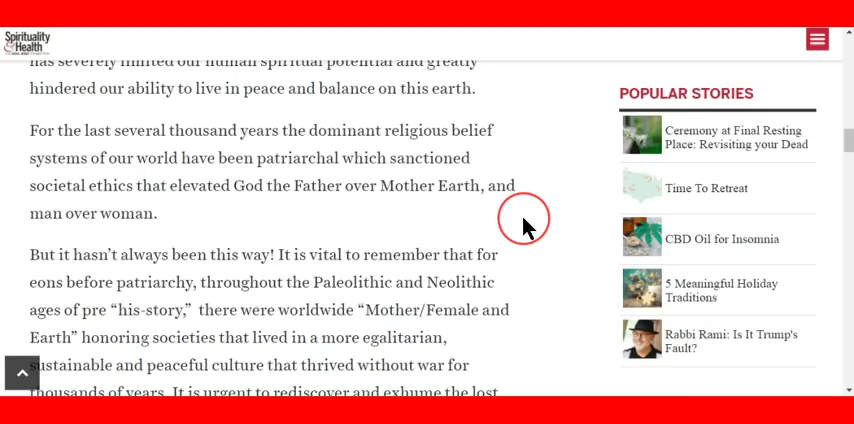 Spirituality
& Health
has severely limited our human spiritual potential and greatly
hindered our ability to live in peace and balance on this earth.
For the last several thousand years the dominant religious belief
systems of our world have been patriarchal which sanctioned
societal ethics that elevated God the Father over Mother Earth, and
man over woman.
But it hasn’t always been this way! It is vital to remember that for
eons before patriarchy, throughout the Paleolithic and Neolithic
ages of pre “his-story,” there were worldwide “Mother/Female and
Earth” honoring societies that lived in a more egalitarian,
sustainable and peaceful culture that thrived without war for
thousands of years. It is urgent to rediscover and exhume the lost
POPULAR STORIES
Ceremony at Final Resting
Place: Revisiting your Dead
Time To Retreat
CBD Oil for Insomnia
5 Meaningful Holiday
Traditions
Rabbi Rami: Is It Trump's
Fault?